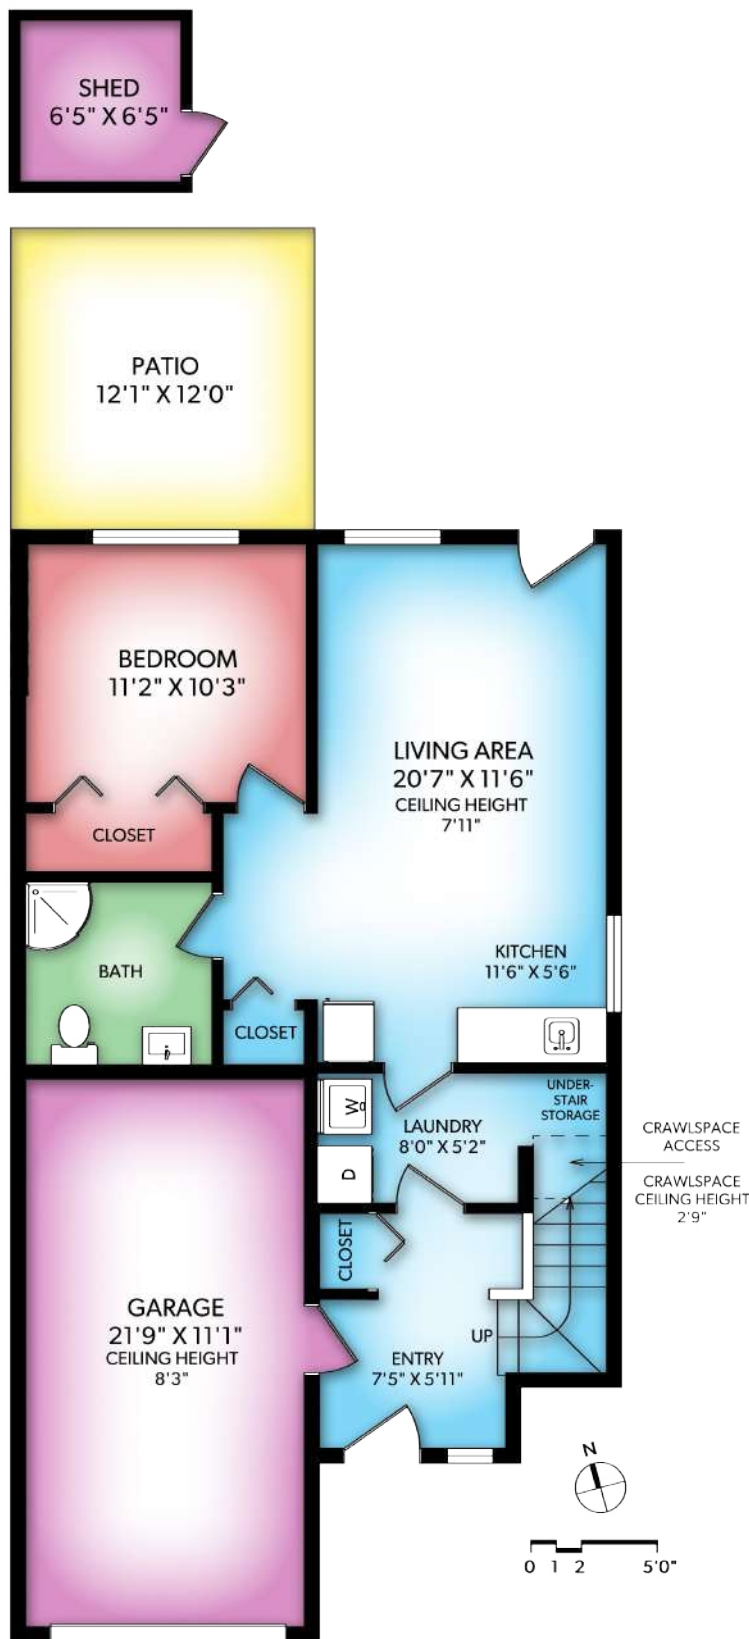 SHED
6'5" X 6'5"
PATIO
12'1" X 12'0"
BEDROOM
11'2" X 10'3"
CLOSET
LIVING AREA
20'7" X 11'6"
CEILING HEIGHT
7'11"
BATH
KITCHEN
11'6" X 5'6"
CLOSET
W
D
LAUNDRY
8'0" X 5'2"
UNDER-
STAIR
STORAGE
CRAWLSPACE
ACCESS
CRAWLSPACE
CEILING HEIGHT
2'9"
CLOSET
GARAGE
21'9" X 11'1"
CEILING HEIGHT
8'3"
UP
ENTRY
7'5" X 5'11"
N
0 1 2 5'0"